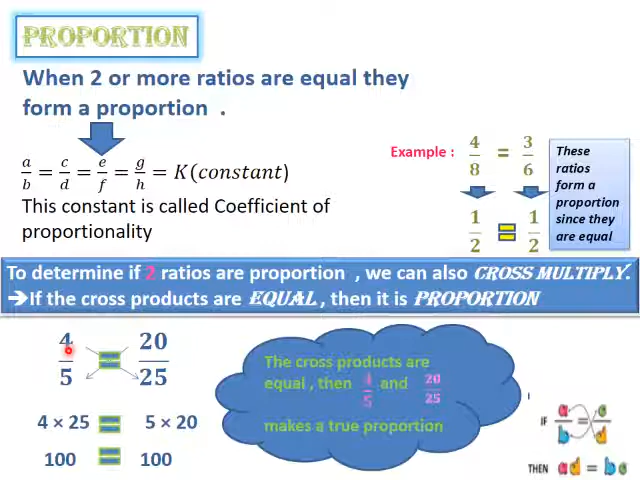 PROPORTION
When 2 or more ratios are equal they
form a proportion .
a/b = c/d = e/f = g/h = K(constant)
This constant is called Coefficient of
proportionality
Example : 4/8 = 3/6
1/2 = 1/2
These
ratios
form a
proportion
since they
are equal
To determine if 2 ratios are proportion , we can also CROSS MULTIPLY.
➔If the cross products are EQUAL , then it is PROPORTION
4/5 = 20/25
4 × 25 = 5 × 20
100 = 100
The cross products are
equal , then 4/5 and 20/25
makes a true proportion
IF a/b = c/d
THEN ad = bc